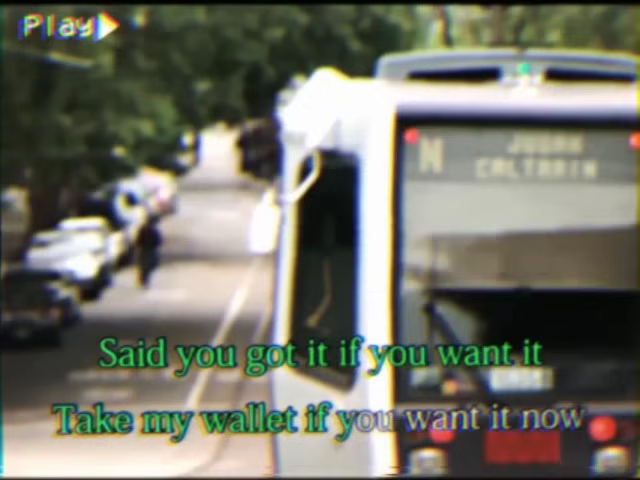 Play
N JUDAH
CALTRAIN
Said you got it if you want it
Take my wallet if you want it now